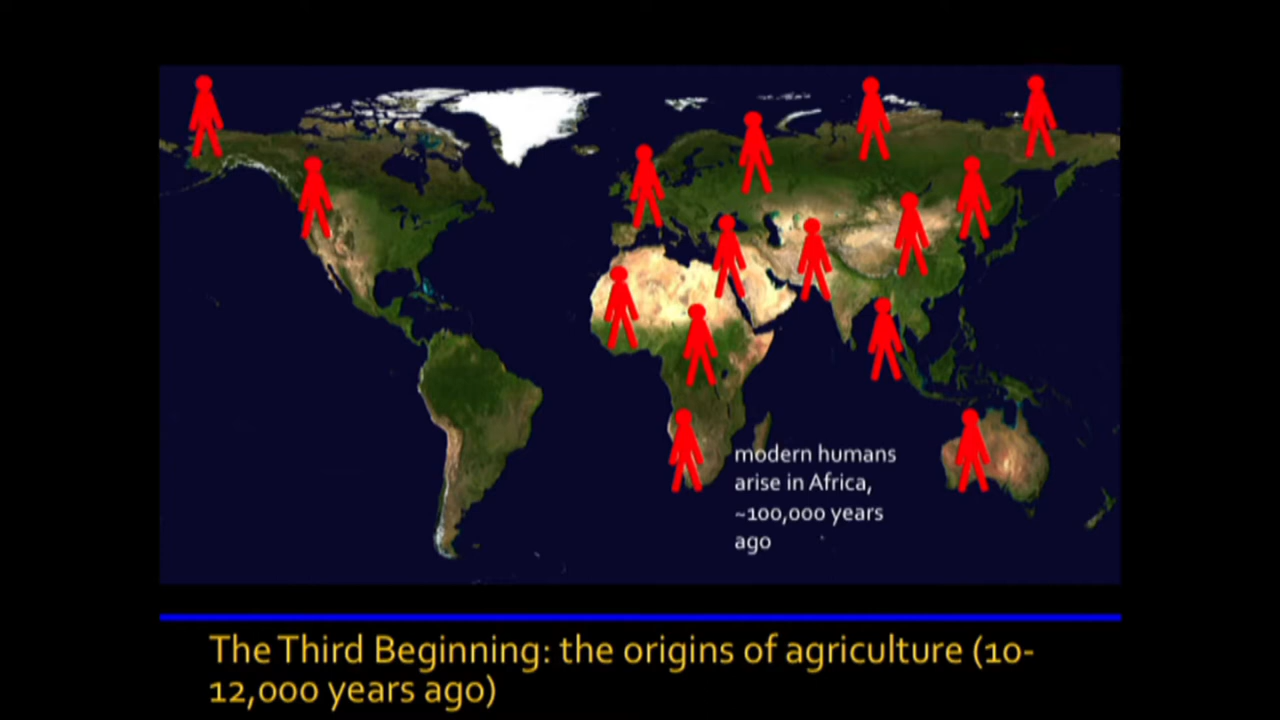 modern humans
arise in Africa,
~100,000 years
ago
The Third Beginning: the origins of agriculture (10-
12,000 years ago)